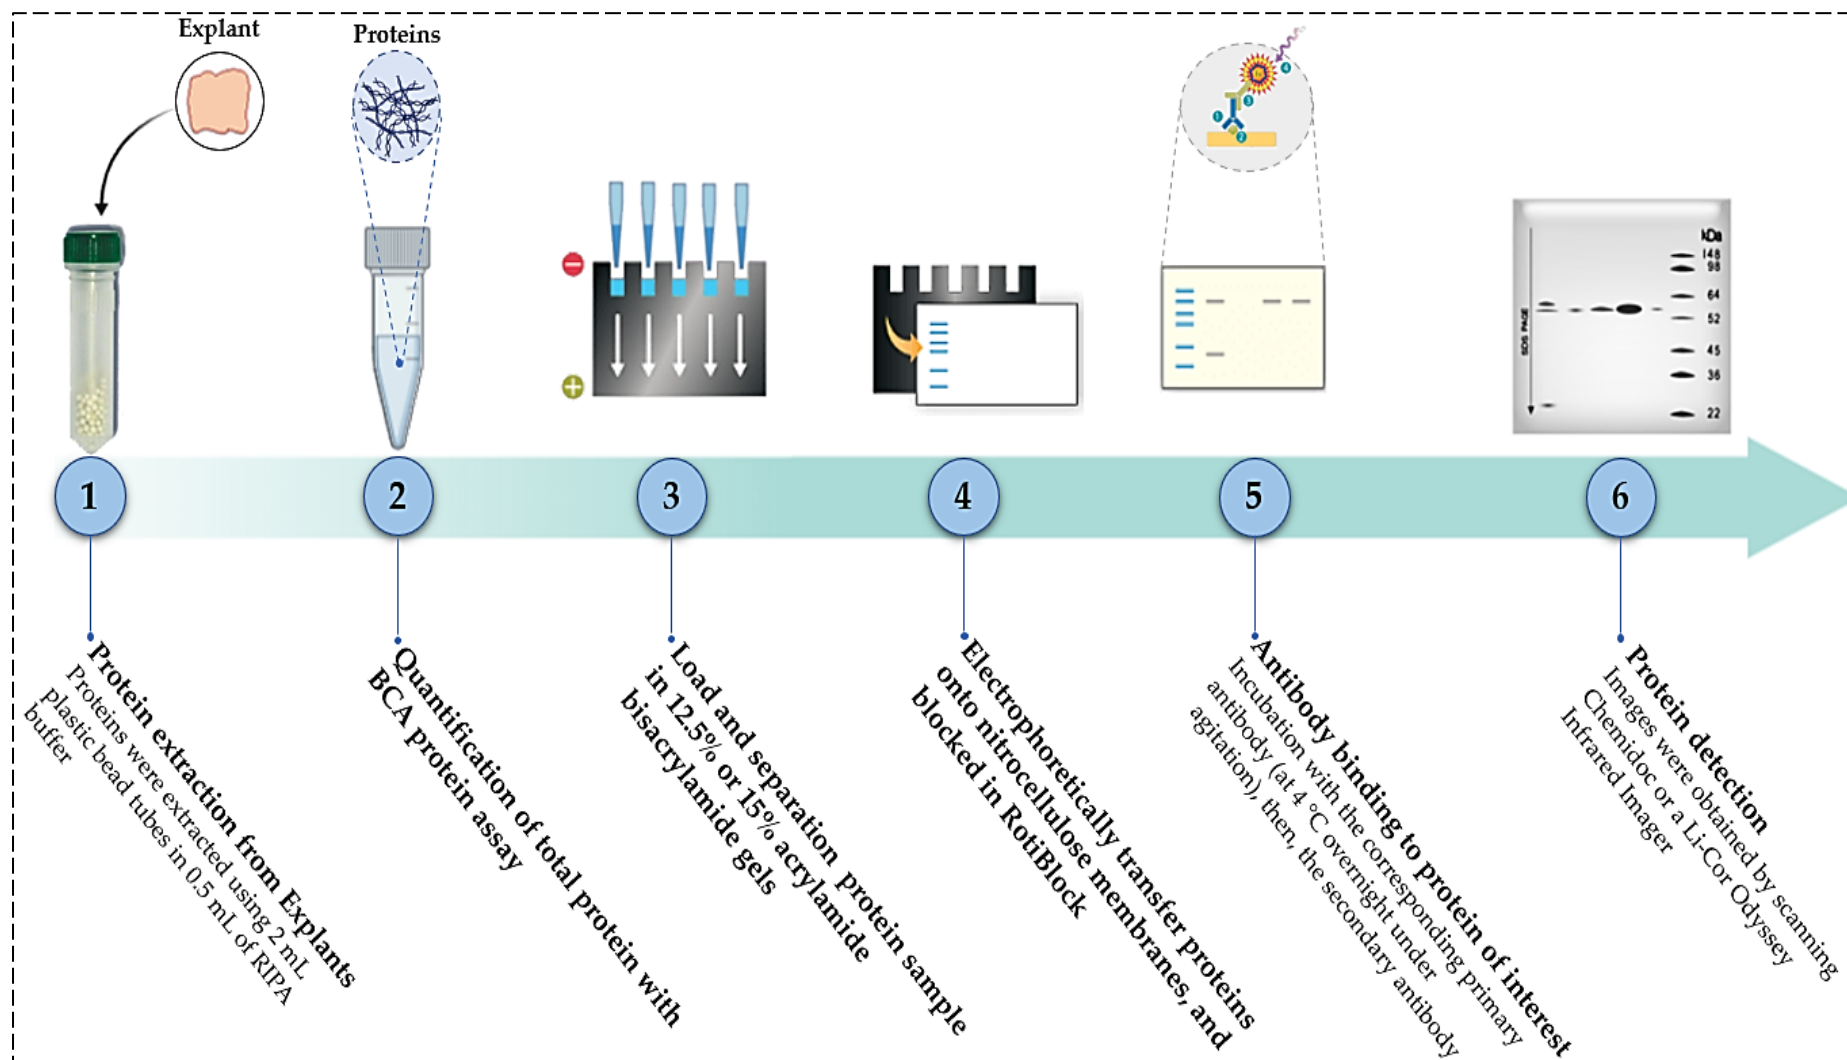 Explant
Proteins
−
+
1
2
3
4
SDS PAGE
kDa
148
98
64
52
45
36
22
1
2
3
4
5
6
Protein extraction from Explants
Proteins were extracted using 2 mL
plastic bead tubes in 0.5 mL of RIPA
buffer
Quantification of total protein with
BCA protein assay
Load and separation protein sample
in 12.5% or 15% acrylamide
bisacrylamide gels
Electrophoretically transfer proteins
onto nitrocellulose membranes, and
blocked in RotiBlock
Antibody binding to protein of interest
Incubation with the corresponding primary
antibody (at 4 °C overnight under
agitation), then, the secondary antibody
Protein detection
Images were obtained by scanning
Chemidoc or a Li-Cor Odyssey
Infrared Imager